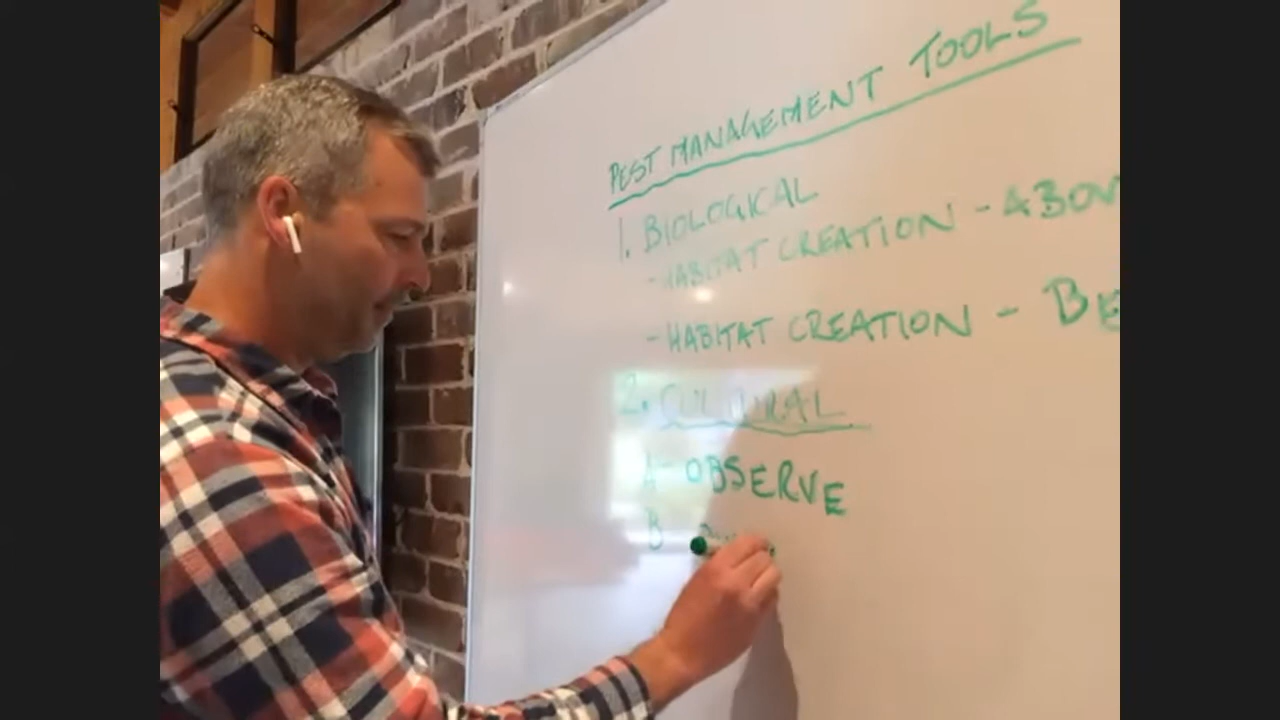 PEST MANAGEMENT TOOLS
1. BIOLOGICAL
- HABITAT CREATION - ABOV
- HABITAT CREATION - BE
2. CULTURAL
A - OBSERVE
B